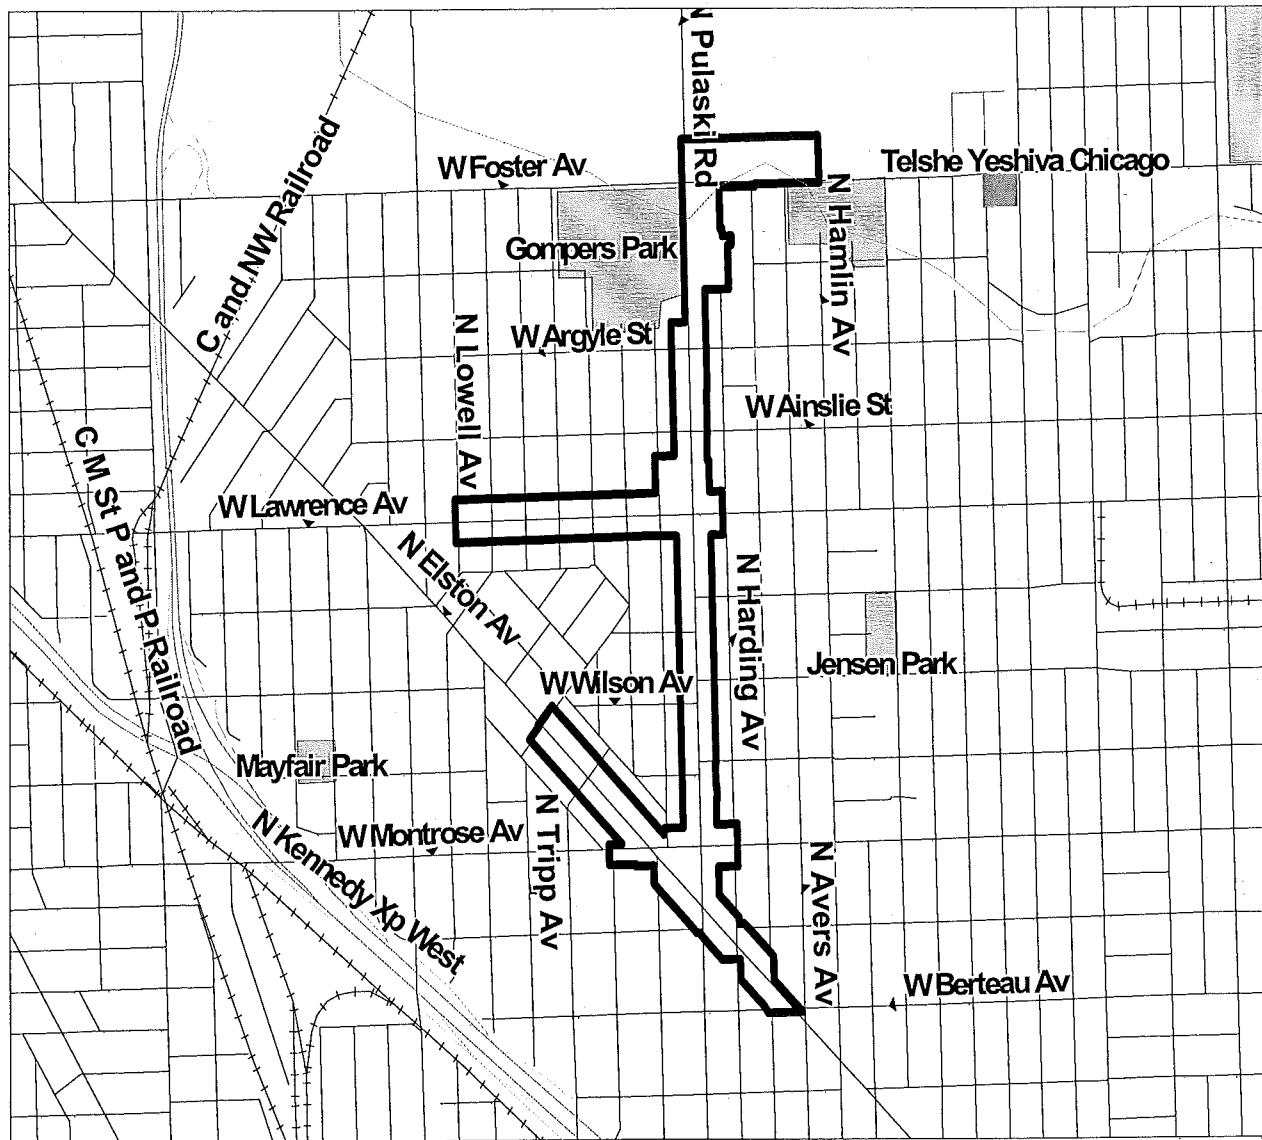 N Pulaski Rd
W Foster Av
Telshe Yeshiva Chicago
C and NW Railroad
N Hamlin Av
Gompers Park
W Argyle St
N Lowell Av
W Ainslie St
C M St P and P Railroad
W Lawrence Av
N Elston Av
N Harding Av
Jensen Park
W Wilson Av
Mayfair Park
N Kennedy Xp West
W Montrose Av
N Tripp Av
N Avers Av
W Berteau Av